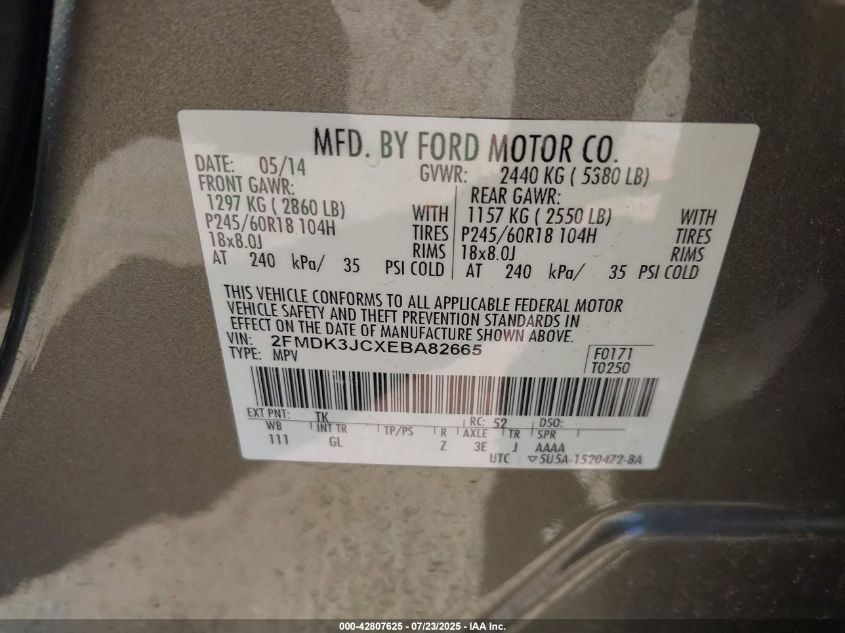 MFD. BY FORD MOTOR CO.
DATE: 05/14 GVWR: 2440 KG ( 5380 LB)
FRONT GAWR: REAR GAWR:
1297 KG ( 2860 LB) WITH 1157 KG ( 2550 LB) WITH
P245/60R18 104H TIRES P245/60R18 104H TIRES
18x8.0J RIMS 18x8.0J RIMS
AT 240 kPa/ 35 PSI COLD AT 240 kPa/ 35 PSI COLD
THIS VEHICLE CONFORMS TO ALL APPLICABLE FEDERAL MOTOR
VEHICLE SAFETY AND THEFT PREVENTION STANDARDS IN
EFFECT ON THE DATE OF MANUFACTURE SHOWN ABOVE.
VIN: 2FMDK3JCXEBA82665 F0171
TYPE: MPV T0250
EXT PNT: TK RC: 52 DSO:
WB INT TR TP/PS R AXLE TR SPR
111 GL Z 3E J AAAA
UTC ▽5U5A-1520472-BA
000-42807625 - 07/23/2025 - IAA Inc.